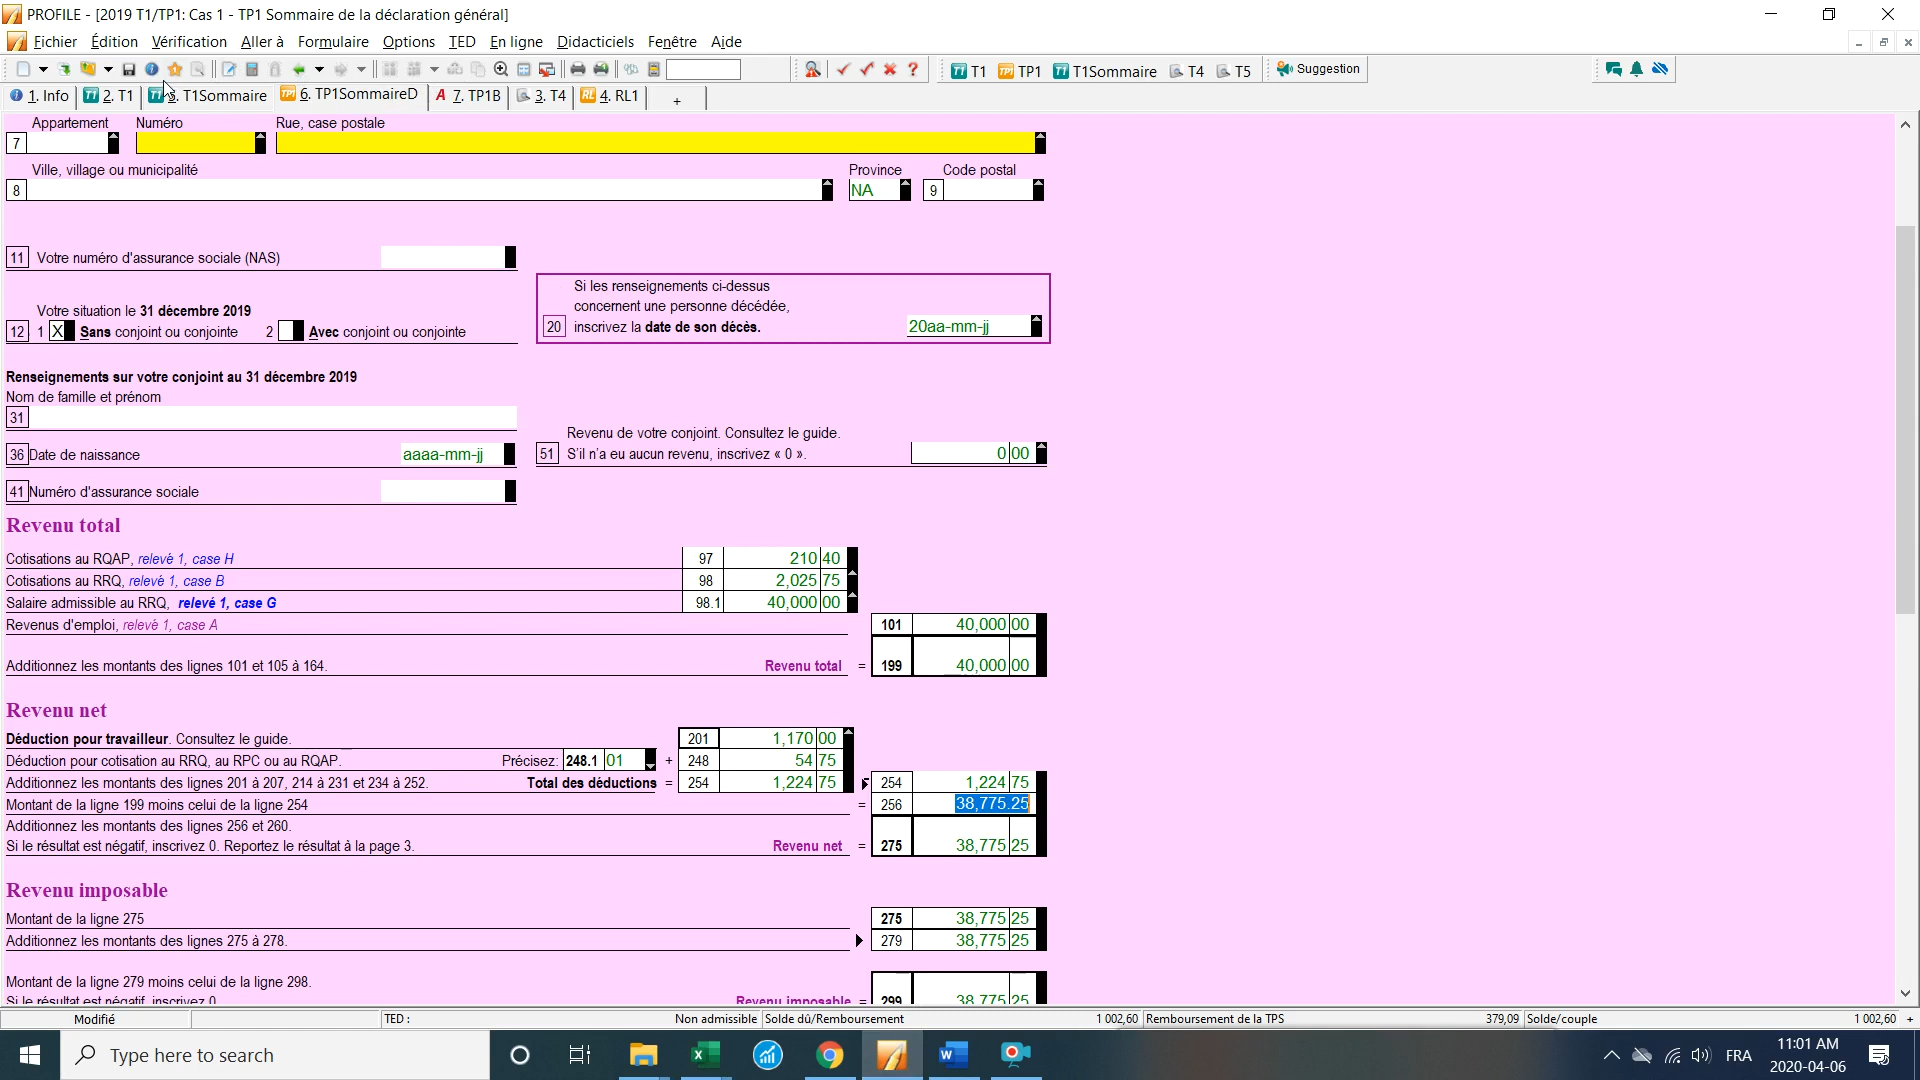 PROFILE - [2019 T1/TP1: Cas 1 - TP1 Sommaire de la déclaration général]
Fichier Édition Vérification Aller à Formulaire Options TED En ligne Didacticiels Fenêtre Aide
T1 TP1 T1Sommaire T4 T5 Suggestion
1. Info 2. T1 5. T1Sommaire 6. TP1SommaireD 7. TP1B 3. T4 4. RL1 +
Appartement Numéro Rue, case postale
7
Ville, village ou municipalité Province Code postal
8 NA 9
11 Votre numéro d'assurance sociale (NAS)
Si les renseignements ci-dessus
concernent une personne décédée,
20 inscrivez la date de son décès. 20aa-mm-jj
Votre situation le 31 décembre 2019
12 1 X Sans conjoint ou conjointe 2 Avec conjoint ou conjointe
Renseignements sur votre conjoint au 31 décembre 2019
Nom de famille et prénom
31
Revenu de votre conjoint. Consultez le guide.
36 Date de naissance aaaa-mm-jj 51 S'il n'a eu aucun revenu, inscrivez « 0 ». 0 00
41 Numéro d'assurance sociale
Revenu total
Cotisations au RQAP, relevé 1, case H 97 210 40
Cotisations au RRQ, relevé 1, case B 98 2,025 75
Salaire admissible au RRQ, relevé 1, case G 98.1 40,000 00
Revenus d'emploi, relevé 1, case A 101 40,000 00
Additionnez les montants des lignes 101 et 105 à 164. Revenu total = 199 40,000 00
Revenu net
Déduction pour travailleur. Consultez le guide. 201 1,170 00
Déduction pour cotisation au RRQ, au RPC ou au RQAP. Précisez: 248.1 01 + 248 54 75
Additionnez les montants des lignes 201 à 207, 214 à 231 et 234 à 252. Total des déductions = 254 1,224 75 254 1,224 75
Montant de la ligne 199 moins celui de la ligne 254 = 256 38,775.25
Additionnez les montants des lignes 256 et 260.
Si le résultat est négatif, inscrivez 0. Reportez le résultat à la page 3. Revenu net = 275 38,775 25
Revenu imposable
Montant de la ligne 275 275 38,775 25
Additionnez les montants des lignes 275 à 278. 279 38,775 25
Montant de la ligne 279 moins celui de la ligne 298.
Si le résultat est négatif, inscrivez 0. Revenu imposable = 299 38 775 25
Modifié TED : Non admissible Solde dû/Remboursement 1 002,60 Remboursement de la TPS 379,09 Solde/couple 1 002,60 +
Type here to search FRA 11:01 AM
2020-04-06